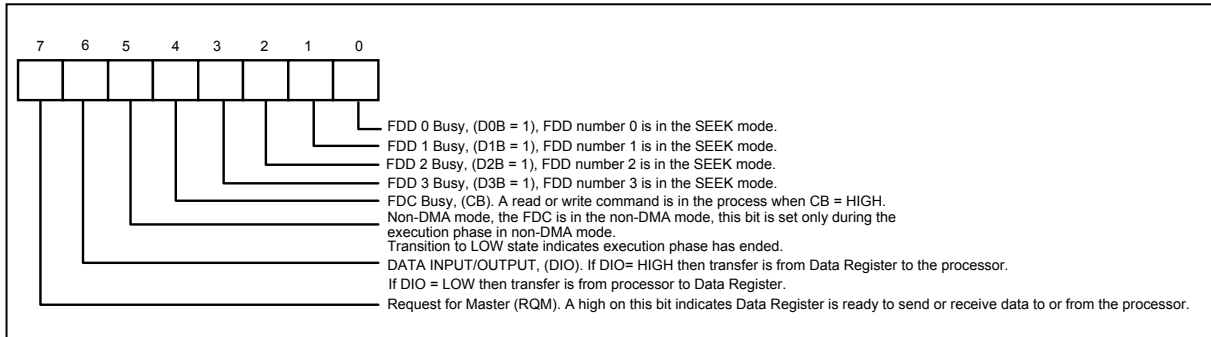 7 6 5 4 3 2 1 0
FDD 0 Busy, (D0B = 1), FDD number 0 is in the SEEK mode.
FDD 1 Busy, (D1B = 1), FDD number 1 is in the SEEK mode.
FDD 2 Busy, (D2B = 1), FDD number 2 is in the SEEK mode.
FDD 3 Busy, (D3B = 1), FDD number 3 is in the SEEK mode.
FDC Busy, (CB). A read or write command is in the process when CB = HIGH.
Non-DMA mode, the FDC is in the non-DMA mode, this bit is set only during the
execution phase in non-DMA mode.
Transition to LOW state indicates execution phase has ended.
DATA INPUT/OUTPUT, (DIO). If DIO= HIGH then transfer is from Data Register to the processor.
If DIO = LOW then transfer is from processor to Data Register.
Request for Master (RQM). A high on this bit indicates Data Register is ready to send or receive data to or from the processor.